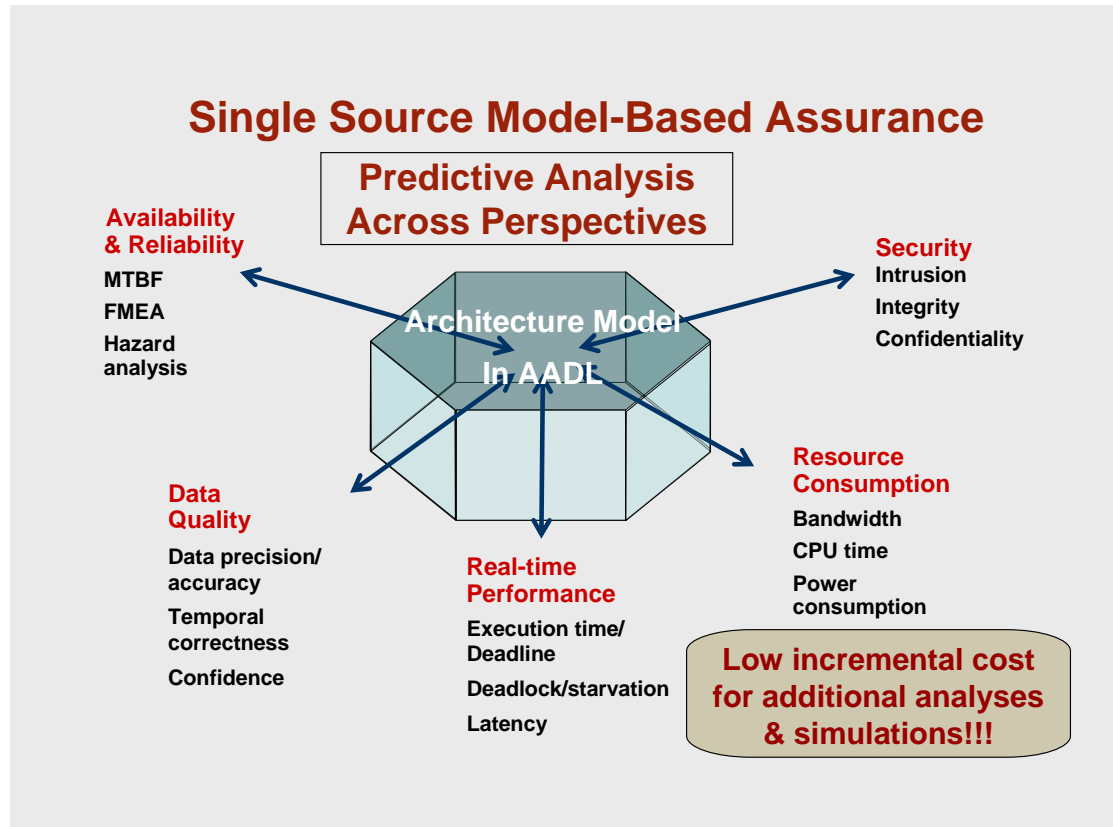 Single Source Model-Based Assurance
Predictive Analysis
Across Perspectives
Availability
& Reliability
MTBF
FMEA
Hazard
analysis
Security
Intrusion
Integrity
Confidentiality
Architecture Model
In AADL
Data
Quality
Data precision/
accuracy
Temporal
correctness
Confidence
Real-time
Performance
Execution time/
Deadline
Deadlock/starvation
Latency
Resource
Consumption
Bandwidth
CPU time
Power
consumption
Low incremental cost
for additional analyses
& simulations!!!